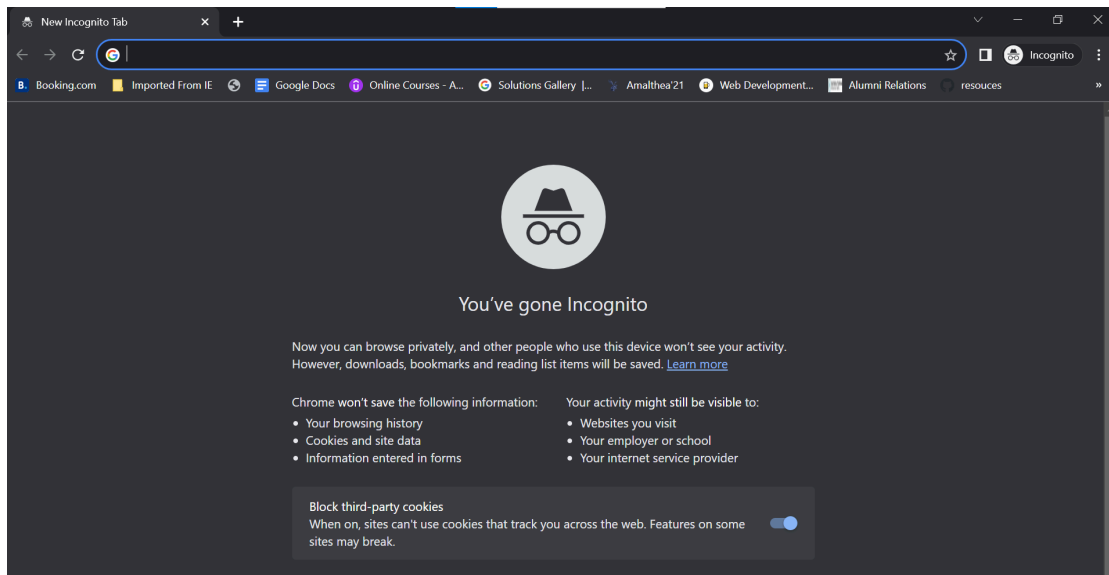 New Incognito Tab
Incognito
B. Booking.com Imported From IE Google Docs Online Courses - A... Solutions Gallery |... Amalthea'21 Web Development... Alumni Relations resouces »
You've gone Incognito
Now you can browse privately, and other people who use this device won't see your activity.
However, downloads, bookmarks and reading list items will be saved. Learn more
Chrome won't save the following information:
• Your browsing history
• Cookies and site data
• Information entered in forms
Your activity might still be visible to:
• Websites you visit
• Your employer or school
• Your internet service provider
Block third-party cookies
When on, sites can't use cookies that track you across the web. Features on some
sites may break.